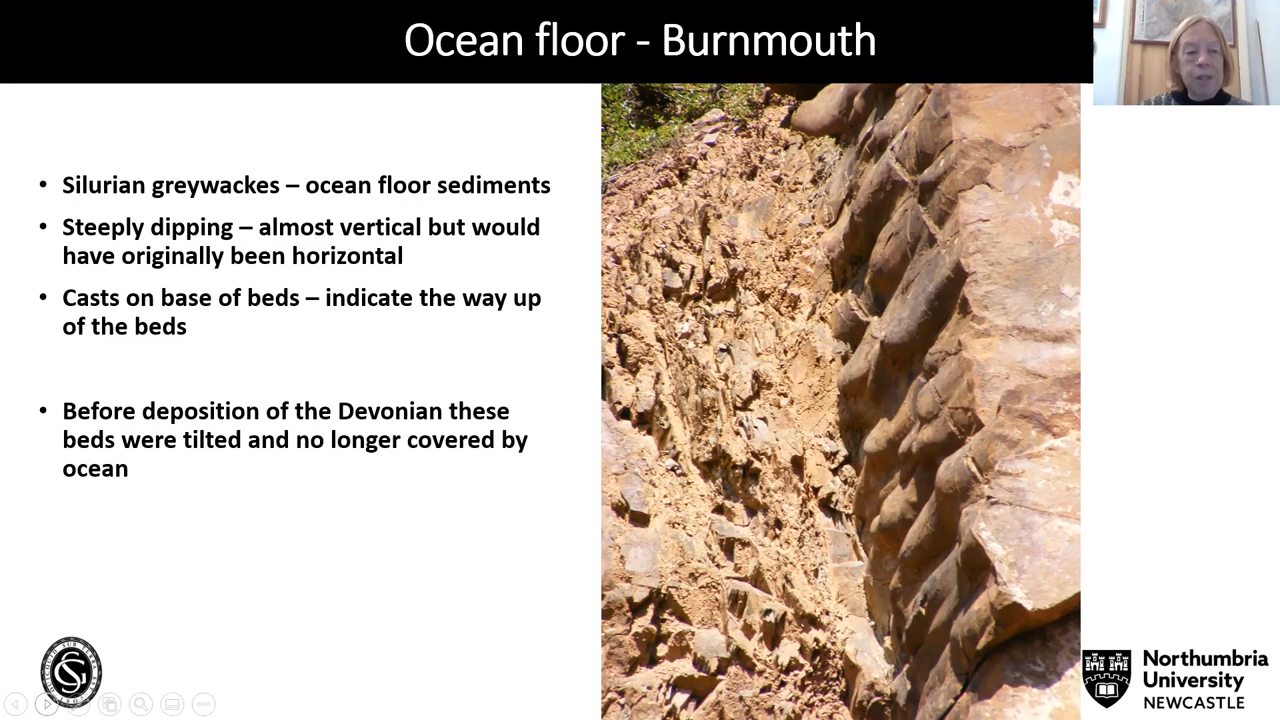 Ocean floor - Burnmouth
• Silurian greywackes – ocean floor sediments
• Steeply dipping – almost vertical but would
have originally been horizontal
• Casts on base of beds – indicate the way up
of the beds
• Before deposition of the Devonian these
beds were tilted and no longer covered by
ocean
Northumbria
University
NEWCASTLE